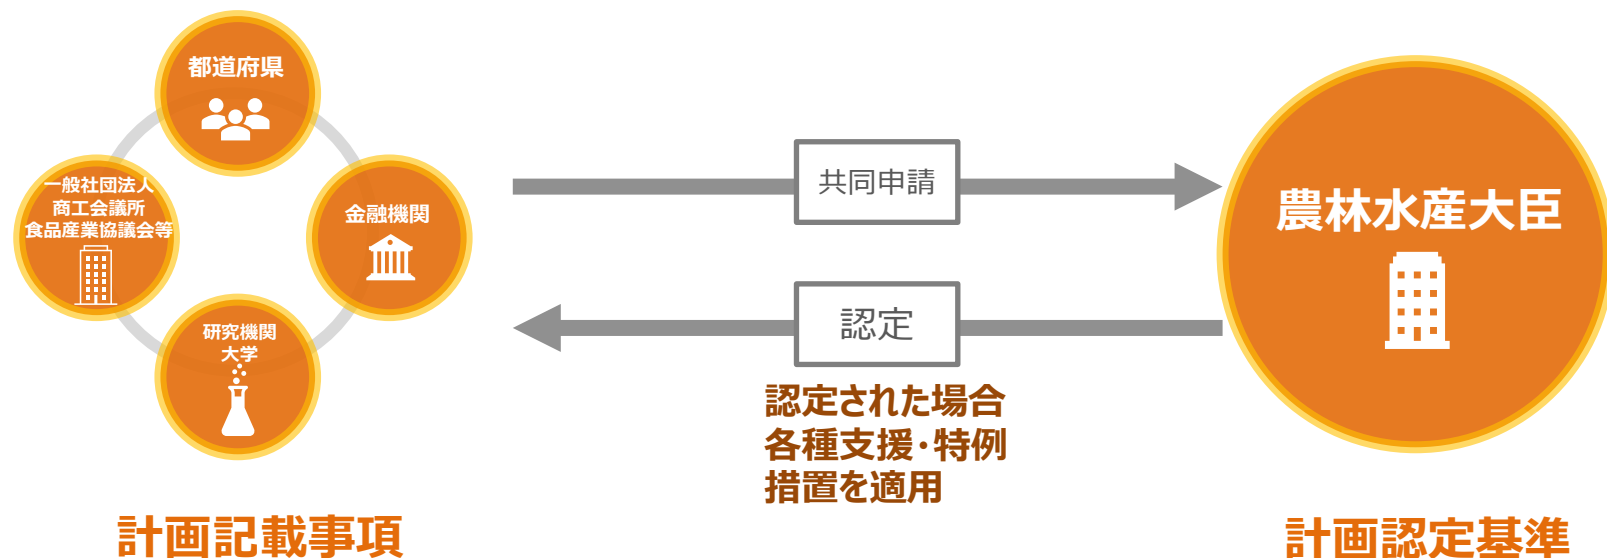 都道府県
一般社団法人
商工会議所
食品産業協議会等
金融機関
研究機関
大学
共同申請
認定
認定された場合
各種支援・特例
措置を適用
農林水産大臣
計画記載事項
計画認定基準